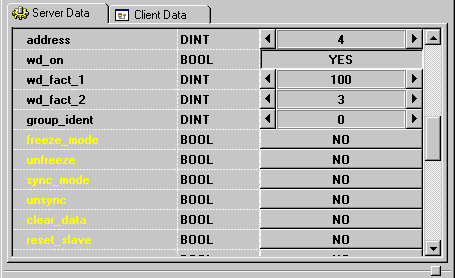 Server Data Client Data
address DINT 4
wd_on BOOL YES
wd_fact_1 DINT 100
wd_fact_2 DINT 3
group_ident DINT 0
freeze_mode BOOL NO
unfreeze BOOL NO
sync_mode BOOL NO
unsync BOOL NO
clear_data BOOL NO
reset_slave BOOL NO